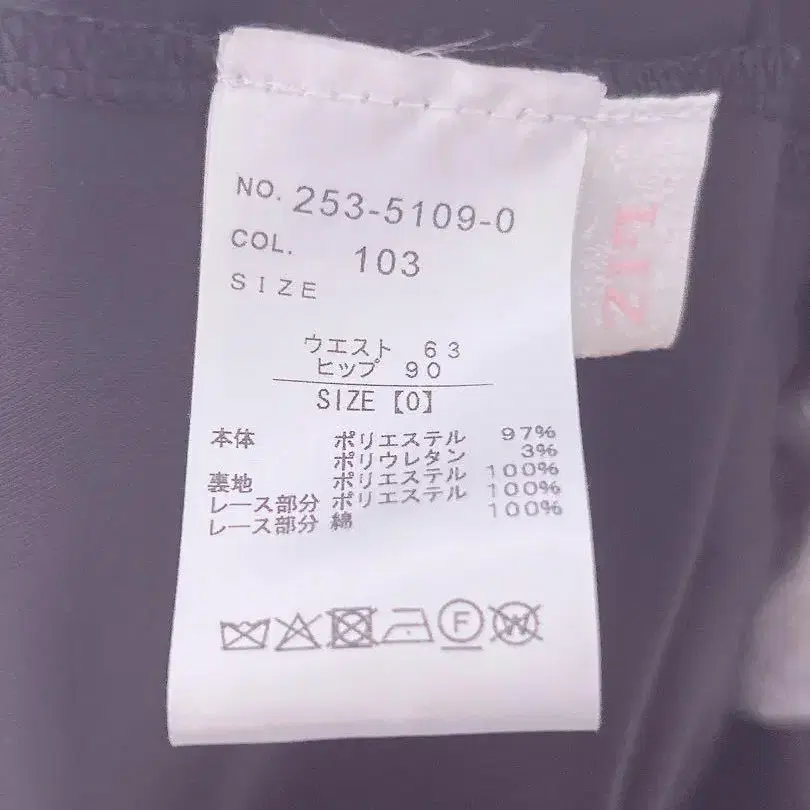 NO. 253-5109-0
COL. 103
SIZE
ウエスト 63
ヒップ 90
SIZE【0】
本体 ポリエステル 97%
ポリウレタン 3%
裏地 ポリエステル 100%
レース部分 ポリエステル 100%
レース部分 綿 100%
F
W